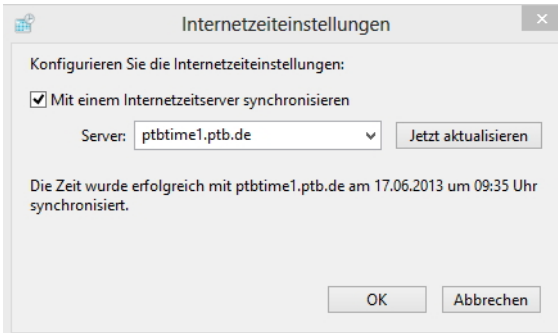 Internetzeiteinstellungen
Konfigurieren Sie die Internetzeiteinstellungen:
Mit einem Internetzeitserver synchronisieren
Server: ptbtime1.ptb.de Jetzt aktualisieren
Die Zeit wurde erfolgreich mit ptbtime1.ptb.de am 17.06.2013 um 09:35 Uhr
synchronisiert.
OK Abbrechen